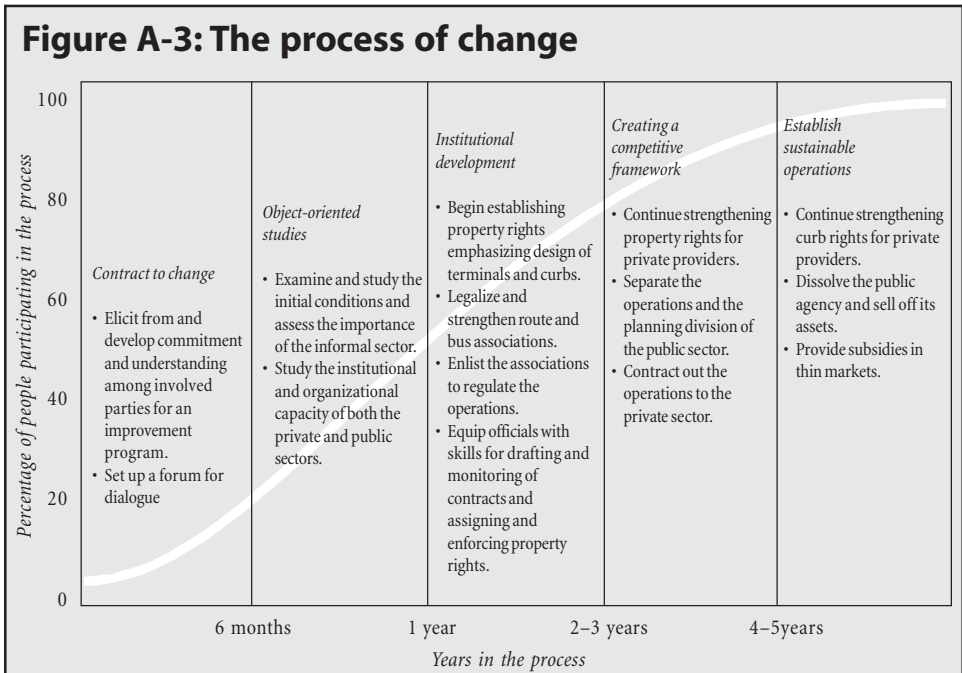 Figure A-3: The process of change
Percentage of people participating in the process
100
80
60
40
20
0
Contract to change
• Elicit from and
develop commitment
and understanding
among involved
parties for an
improvement
program.
• Set up a forum for
dialogue
Object-oriented
studies
• Examine and study the
initial conditions and
assess the importance
of the informal sector.
• Study the institutional
and organizational
capacity of both the
private and public
sectors.
Institutional
development
• Begin establishing
property rights
emphasizing design of
terminals and curbs.
• Legalize and
strengthen route and
bus associations.
• Enlist the associations
to regulate the
operations.
• Equip officials with
skills for drafting and
monitoring of
contracts and
assigning and
enforcing property
rights.
Creating a
competitive
framework
• Continue strengthening
property rights for
private providers.
• Separate the
operations and the
planning division of
the public sector.
• Contract out the
operations to the
private sector.
Establish
sustainable
operations
• Continue strengthening
curb rights for private
providers.
• Dissolve the public
agency and sell off its
assets.
• Provide subsidies in
thin markets.
6 months
1 year
2–3 years
4–5years
Years in the process